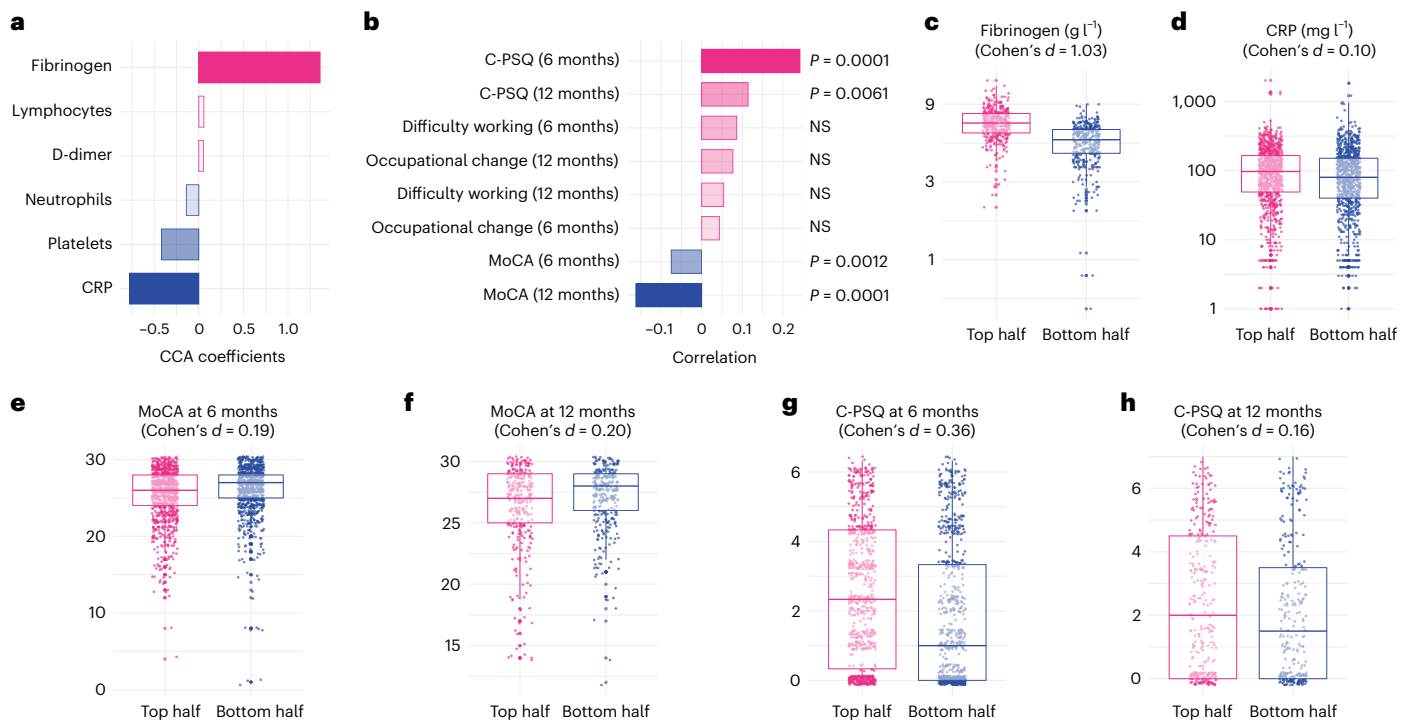 a
Fibrinogen
Lymphocytes
D-dimer
Neutrophils
Platelets
CRP
–0.5 0 0.5 1.0
CCA coefficients
b
C-PSQ (6 months) P = 0.0001
C-PSQ (12 months) P = 0.0061
Difficulty working (6 months) NS
Occupational change (12 months) NS
Difficulty working (12 months) NS
Occupational change (6 months) NS
MoCA (6 months) P = 0.0012
MoCA (12 months) P = 0.0001
–0.1 0 0.1 0.2
Correlation
c
Fibrinogen (g l⁻¹)
(Cohen's d = 1.03)
9
3
1
Top half Bottom half
d
CRP (mg l⁻¹)
(Cohen's d = 0.10)
1,000
100
10
1
Top half Bottom half
e
MoCA at 6 months
(Cohen's d = 0.19)
30
20
10
0
Top half Bottom half
f
MoCA at 12 months
(Cohen's d = 0.20)
30
25
20
15
Top half Bottom half
g
C-PSQ at 6 months
(Cohen's d = 0.36)
6
4
2
0
Top half Bottom half
h
C-PSQ at 12 months
(Cohen's d = 0.16)
6
4
2
0
Top half Bottom half